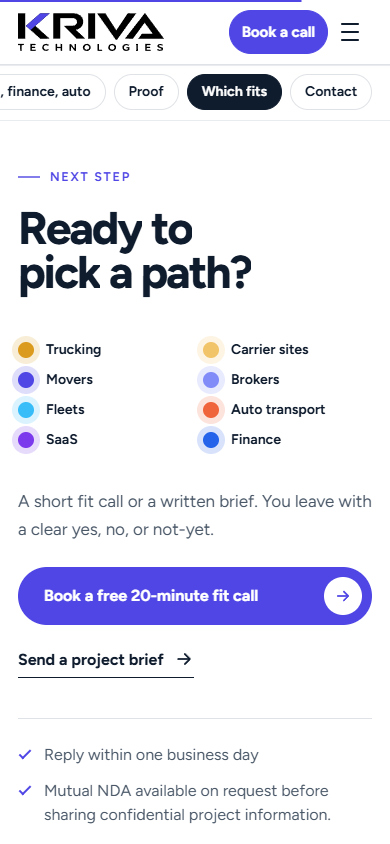 KRIVA
TECHNOLOGIES
Book a call
, finance, auto
Proof
Which fits
Contact
NEXT STEP
Ready to
pick a path?
Trucking
Carrier sites
Movers
Brokers
Fleets
Auto transport
SaaS
Finance
A short fit call or a written brief. You leave with
a clear yes, no, or not-yet.
Book a free 20-minute fit call
Send a project brief
Reply within one business day
Mutual NDA available on request before
sharing confidential project information.